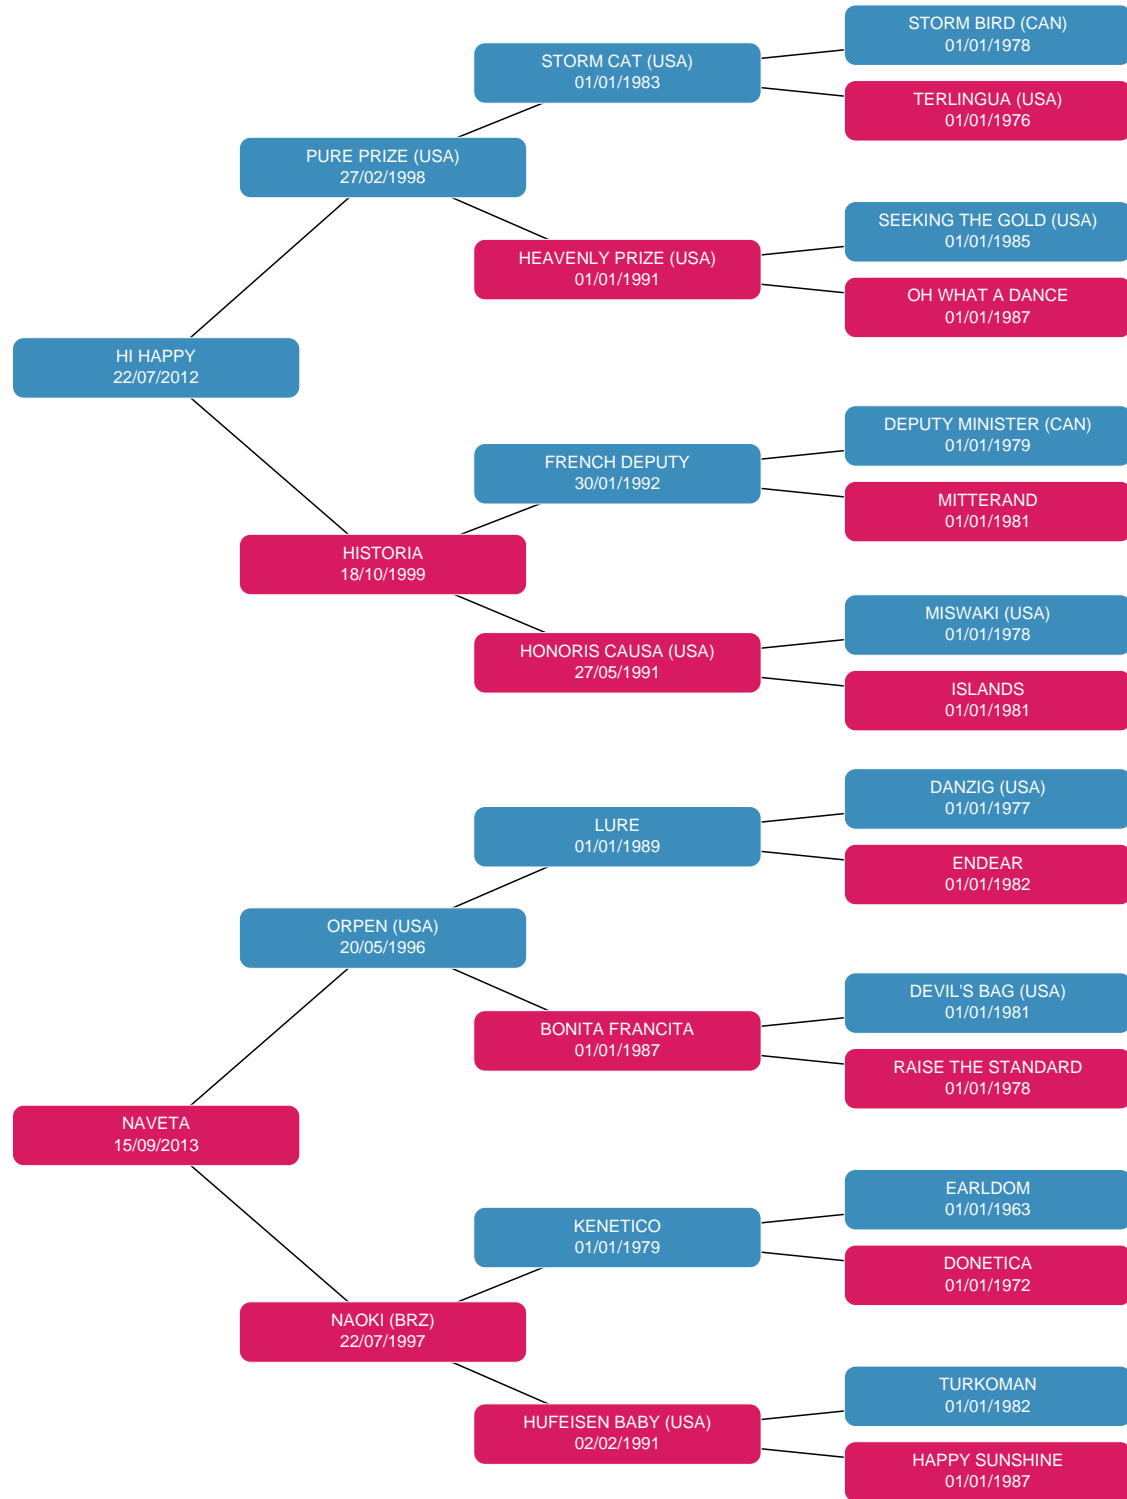 STORM BIRD (CAN)
01/01/1978
STORM CAT (USA)
01/01/1983
TERLINGUA (USA)
01/01/1976
PURE PRIZE (USA)
27/02/1998
SEEKING THE GOLD (USA)
01/01/1985
HEAVENLY PRIZE (USA)
01/01/1991
OH WHAT A DANCE
01/01/1987
HI HAPPY
22/07/2012
DEPUTY MINISTER (CAN)
01/01/1979
FRENCH DEPUTY
30/01/1992
MITTERAND
01/01/1981
HISTORIA
18/10/1999
MISWAKI (USA)
01/01/1978
HONORIS CAUSA (USA)
27/05/1991
ISLANDS
01/01/1981
DANZIG (USA)
01/01/1977
LURE
01/01/1989
ENDEAR
01/01/1982
ORPEN (USA)
20/05/1996
DEVIL'S BAG (USA)
01/01/1981
BONITA FRANCITA
01/01/1987
RAISE THE STANDARD
01/01/1978
NAVETA
15/09/2013
EARLDOM
01/01/1963
KENETICO
01/01/1979
DONETICA
01/01/1972
NAOKI (BRZ)
22/07/1997
TURKOMAN
01/01/1982
HUFEISEN BABY (USA)
02/02/1991
HAPPY SUNSHINE
01/01/1987